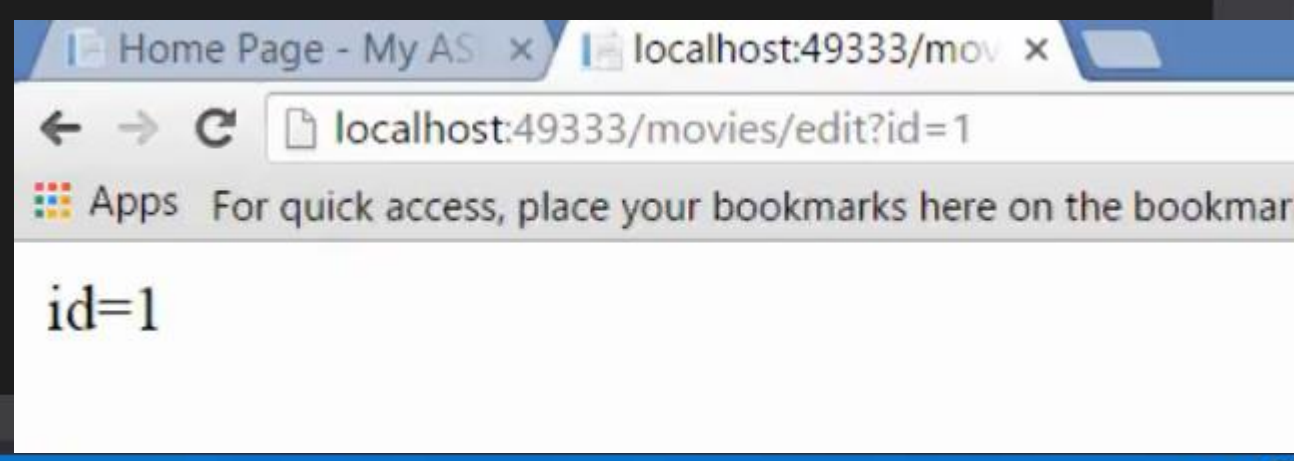 Home Page - My AS × localhost:49333/mov ×
localhost:49333/movies/edit?id=1
Apps For quick access, place your bookmarks here on the bookmar
id=1